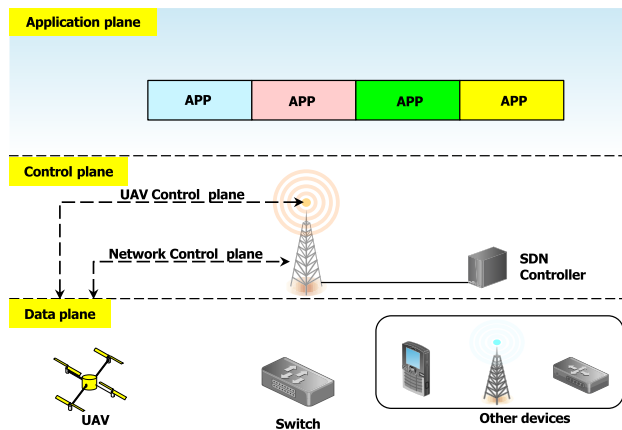 Application plane
APP
APP
APP
APP
Control plane
UAV Control plane
Network Control plane
SDN
Controller
Data plane
UAV
Switch
Other devices